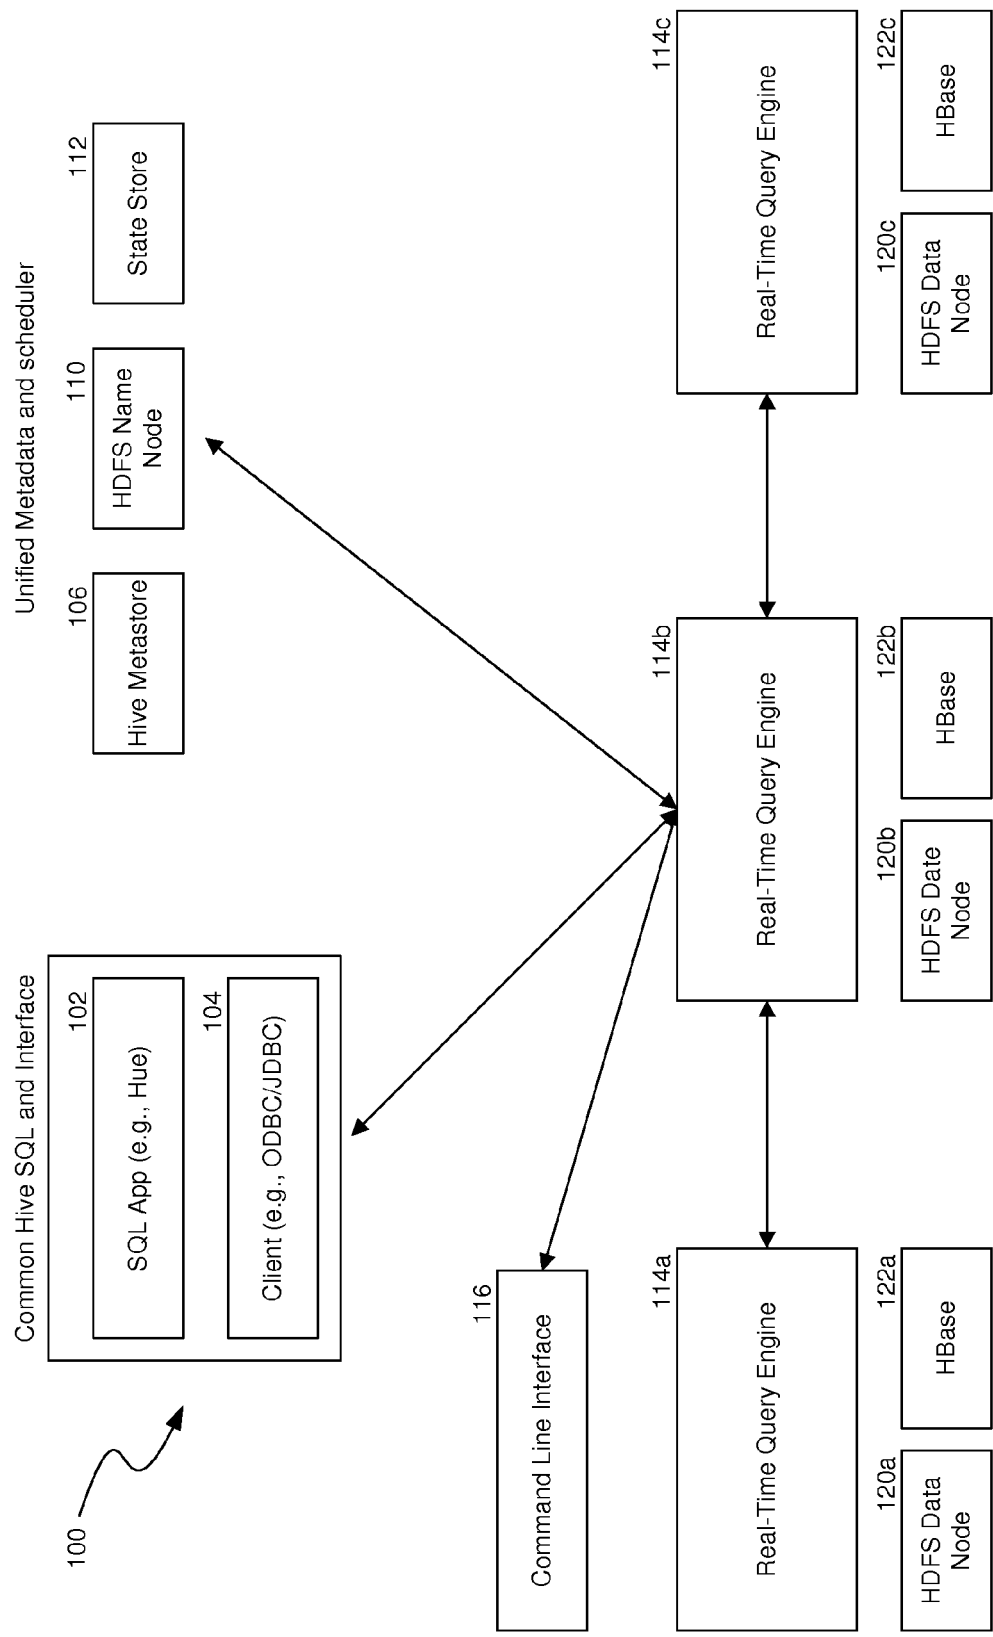 100
Common Hive SQL and Interface
102
SQL App (e.g., Hue)
104
Client (e.g., ODBC/JDBC)
Unified Metadata and scheduler
106
Hive Metastore
110
HDFS Name
Node
112
State Store
116
Command Line Interface
114a
Real-Time Query Engine
114b
Real-Time Query Engine
114c
Real-Time Query Engine
120a
HDFS Data
Node
122a
HBase
120b
HDFS Date
Node
122b
HBase
120c
HDFS Data
Node
122c
HBase